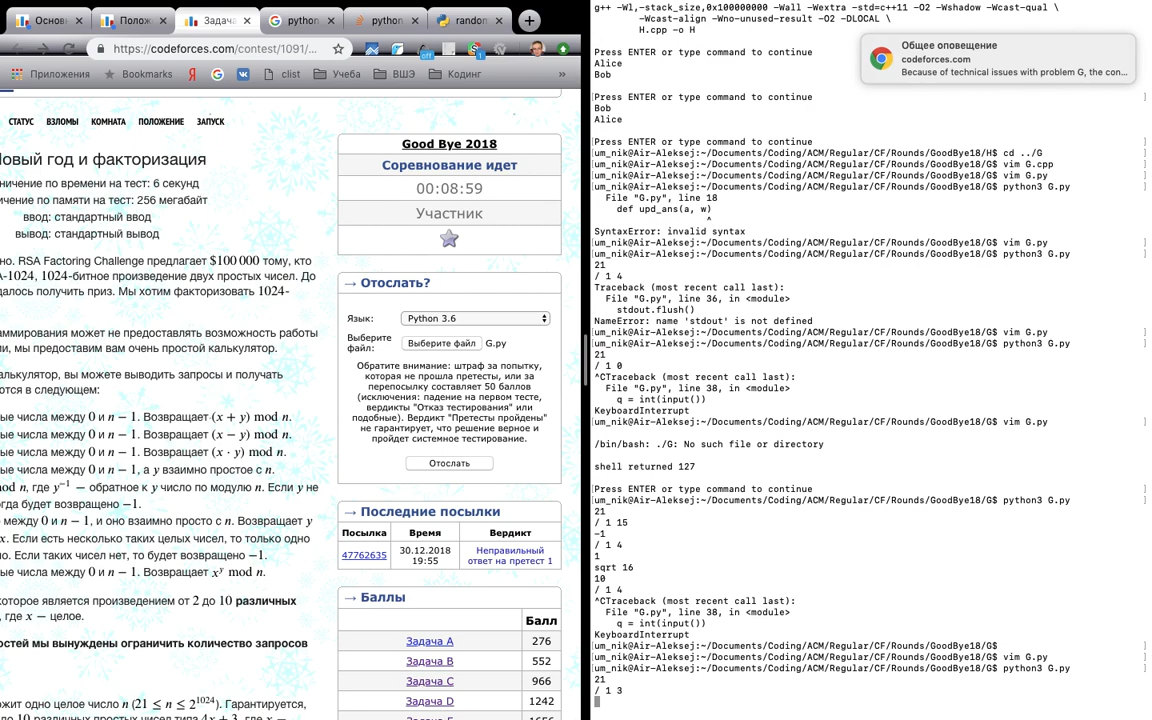 Основн
Положе
Задача
python
python
random
https://codeforces.com/contest/1091/...
off
1
Приложения
Bookmarks
Я
clist
Учеба
ВШЭ
Кодинг
»
СТАТУС ВЗЛОМЫ КОМНАТА ПОЛОЖЕНИЕ ЗАПУСК
Новый год и факторизация
ничение по времени на тест: 6 секунд
ичение по памяти на тест: 256 мегабайт
ввод: стандартный ввод
вывод: стандартный вывод
но. RSA Factoring Challenge предлагает $100 000 тому, кто
A-1024, 1024-битное произведение двух простых чисел. До
далось получить приз. Мы хотим факторизовать 1024-
аммирования может не предоставлять возможность работы
ми, мы предоставим вам очень простой калькулятор.
алькулятор, вы можете выводить запросы и получать
ются в следующем:
ые числа между 0 и n − 1. Возвращает (x + y) mod n.
ые числа между 0 и n − 1. Возвращает (x − y) mod n.
ые числа между 0 и n − 1. Возвращает (x · y) mod n.
ые числа между 0 и n − 1, а y взаимно простое с n.
mod n, где y⁻¹ — обратное к y число по модулю n. Если y не
огда будет возвращено −1.
о между 0 и n − 1, и оно взаимно просто с n. Возвращает y
x. Если есть несколько таких целых чисел, то только одно
но. Если таких чисел нет, то будет возвращено −1.
ые числа между 0 и n − 1. Возвращает xʸ mod n.
которое является произведением от 2 до 10 различных
, где x — целое.
остей мы вынуждены ограничить количество запросов
ржит одно целое число n (21 ≤ n ≤ 2¹⁰²⁴). Гарантируется,
до 10 различных простых чисел типа 4x + 3, где x —
Good Bye 2018
Соревнование идет
00:08:59
Участник
→ Отослать?
Язык: Python 3.6
Выберите файл: Выберите файл G.py
Обратите внимание: штраф за попытку,
которая не прошла претесты, или за
перепосылку составляет 50 баллов
(исключения: падение на первом тесте,
вердикты "Отказ тестирования" или
подобные). Вердикт "Претесты пройдены"
не гарантирует, что решение верное и
пройдет системное тестирование.
Отослать
→ Последние посылки
Посылка Время Вердикт
47762635 30.12.2018 19:55 Неправильный ответ на претест 1
→ Баллы
Балл
Задача A 276
Задача B 552
Задача C 966
Задача D 1242
g++ -Wl,-stack_size,0x100000000 -Wall -Wextra -std=c++11 -O2 -Wshadow -Wcast-qual \
-Wcast-align -Wno-unused-result -O2 -DLOCAL \
H.cpp -o H
Press ENTER or type command to continue
Alice
Bob
Press ENTER or type command to continue
Bob
Alice
Press ENTER or type command to continue
um_nik@Air-Aleksej:~/Documents/Coding/ACM/Regular/CF/Rounds/GoodBye18/H$ cd ../G
um_nik@Air-Aleksej:~/Documents/Coding/ACM/Regular/CF/Rounds/GoodBye18/G$ vim G.cpp
um_nik@Air-Aleksej:~/Documents/Coding/ACM/Regular/CF/Rounds/GoodBye18/G$ vim G.py
um_nik@Air-Aleksej:~/Documents/Coding/ACM/Regular/CF/Rounds/GoodBye18/G$ python3 G.py
File "G.py", line 18
def upd_ans(a, w)
^
SyntaxError: invalid syntax
um_nik@Air-Aleksej:~/Documents/Coding/ACM/Regular/CF/Rounds/GoodBye18/G$ vim G.py
um_nik@Air-Aleksej:~/Documents/Coding/ACM/Regular/CF/Rounds/GoodBye18/G$ python3 G.py
21
/ 1 4
Traceback (most recent call last):
File "G.py", line 36, in <module>
stdout.flush()
NameError: name 'stdout' is not defined
um_nik@Air-Aleksej:~/Documents/Coding/ACM/Regular/CF/Rounds/GoodBye18/G$ vim G.py
um_nik@Air-Aleksej:~/Documents/Coding/ACM/Regular/CF/Rounds/GoodBye18/G$ python3 G.py
21
/ 1 0
^CTraceback (most recent call last):
File "G.py", line 38, in <module>
q = int(input())
KeyboardInterrupt
um_nik@Air-Aleksej:~/Documents/Coding/ACM/Regular/CF/Rounds/GoodBye18/G$ vim G.py
/bin/bash: ./G: No such file or directory
shell returned 127
Press ENTER or type command to continue
um_nik@Air-Aleksej:~/Documents/Coding/ACM/Regular/CF/Rounds/GoodBye18/G$ python3 G.py
21
/ 1 15
-1
/ 1 4
1
sqrt 16
10
/ 1 4
^CTraceback (most recent call last):
File "G.py", line 38, in <module>
q = int(input())
KeyboardInterrupt
um_nik@Air-Aleksej:~/Documents/Coding/ACM/Regular/CF/Rounds/GoodBye18/G$
um_nik@Air-Aleksej:~/Documents/Coding/ACM/Regular/CF/Rounds/GoodBye18/G$ vim G.py
um_nik@Air-Aleksej:~/Documents/Coding/ACM/Regular/CF/Rounds/GoodBye18/G$ python3 G.py
21
/ 1 3
Общее оповещение
codeforces.com
Because of technical issues with problem G, the con...